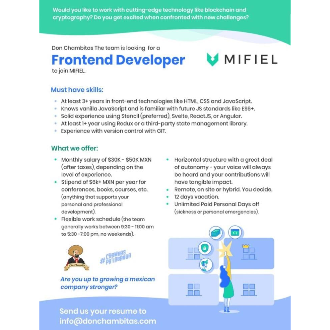 Would you like to work with cutting-edge technology like blockchain and
cryptography? Do you get excited when confronted with new challenges?
Don Chambitas The team is looking for a
Frontend Developer
to join MIFIEL.
MIFIEL
Must have skills:
• At least 3+ years in front-end technologies like HTML, CSS and JavaScript.
• Knows vanilla Javascript and is familiar with future JS standards like ES6+.
• Solid experience using Stencil (preferred), Svelte, ReactJS, or Angular.
• At least 1+ year using Redux or a third-party state management library.
• Experience with version control with GIT.
What we offer:
• Monthly salary of $30K - $50K MXN
(after taxes), depending on the
level of experience.
• Stipend of $6k+ MXN per year for
conferences, books, courses, etc.
(anything that supports your
personal and professional
development).
• Flexible work schedule (the team
generally works between 9:00 - 11:00 am
to 5:30 - 7:00 pm, no weekends).
• Horizontal structure with a great deal
of autonomy - your voice will always
be heard and your contributions will
have tangible impact.
• Remote, on site or hybrid. You decide.
• 12 days vacation.
• Unlimited Paid Personal Days off
(sickness or personal emergencies).
Are you up to growing a mexican
company stronger?
Send us your resume to
info@donchambitas.com